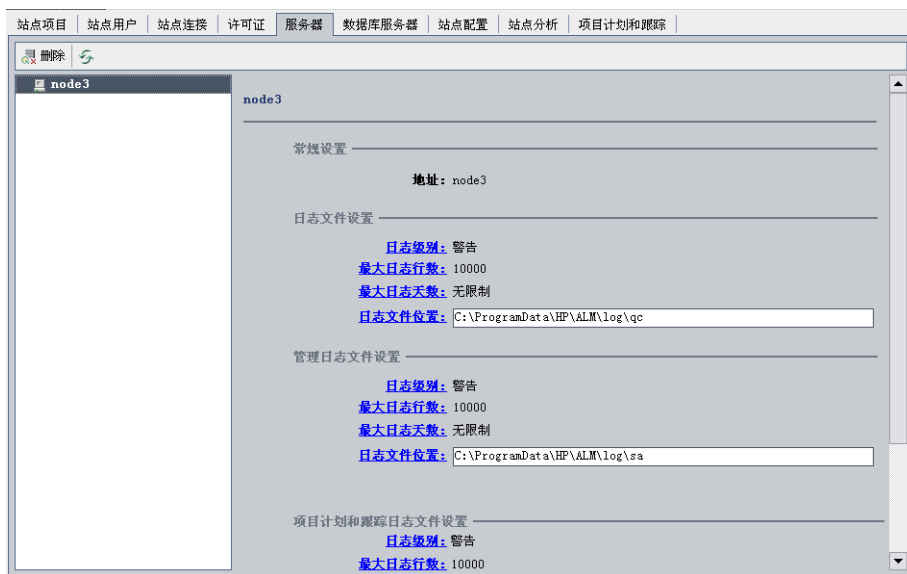 站点项目 站点用户 站点连接 许可证 服务器 数据库服务器 站点配置 站点分析 项目计划和跟踪
删除
node3
node3
常规设置
地址: node3
日志文件设置
日志级别: 警告
最大日志行数: 10000
最大日志天数: 无限制
日志文件位置: C:\ProgramData\HP\ALM\log\qc
管理日志文件设置
日志级别: 警告
最大日志行数: 10000
最大日志天数: 无限制
日志文件位置: C:\ProgramData\HP\ALM\log\sa
项目计划和跟踪日志文件设置
日志级别: 警告
最大日志行数: 10000